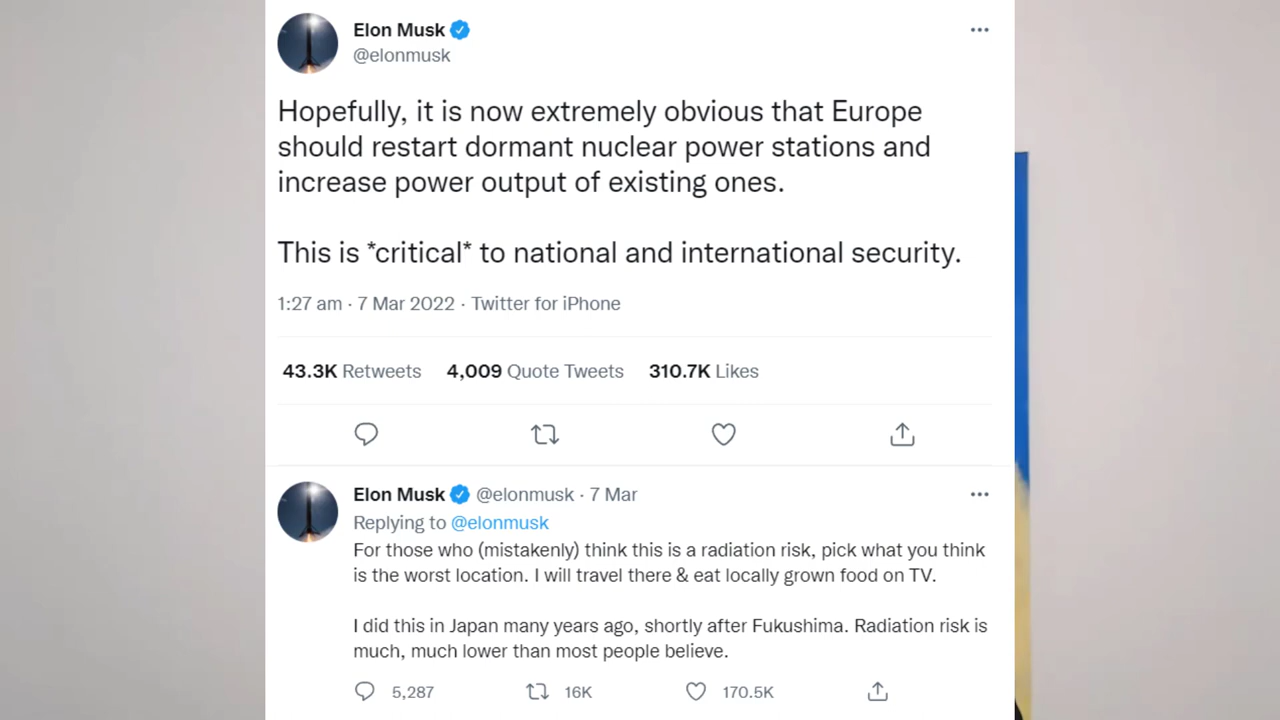 Elon Musk
@elonmusk
Hopefully, it is now extremely obvious that Europe
should restart dormant nuclear power stations and
increase power output of existing ones.
This is *critical* to national and international security.
1:27 am · 7 Mar 2022 · Twitter for iPhone
43.3K Retweets 4,009 Quote Tweets 310.7K Likes
Elon Musk @elonmusk · 7 Mar
Replying to @elonmusk
For those who (mistakenly) think this is a radiation risk, pick what you think
is the worst location. I will travel there & eat locally grown food on TV.
I did this in Japan many years ago, shortly after Fukushima. Radiation risk is
much, much lower than most people believe.
5,287 16K 170.5K